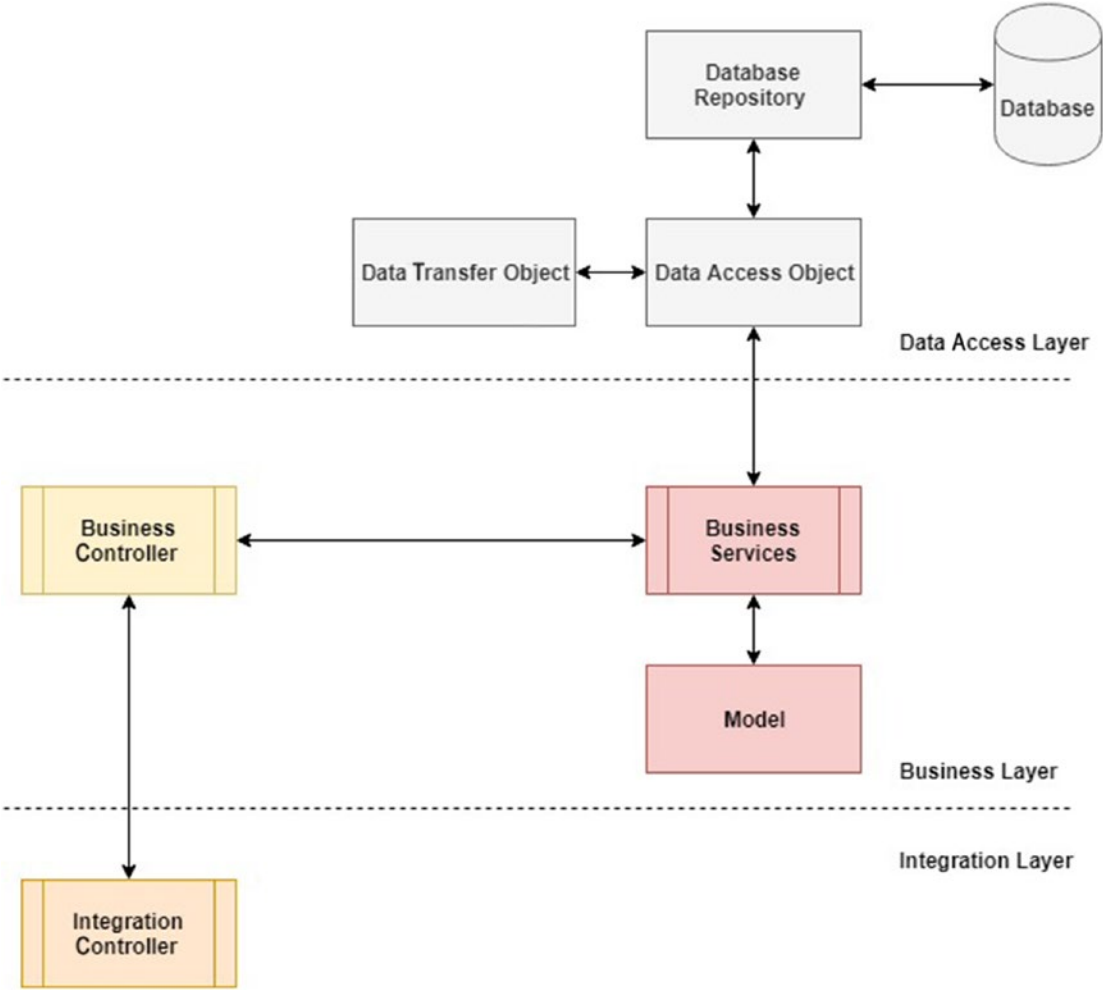 Database
Repository
Database
Data Transfer Object
Data Access Object
Data Access Layer
Business
Controller
Business
Services
Model
Business Layer
Integration Layer
Integration
Controller